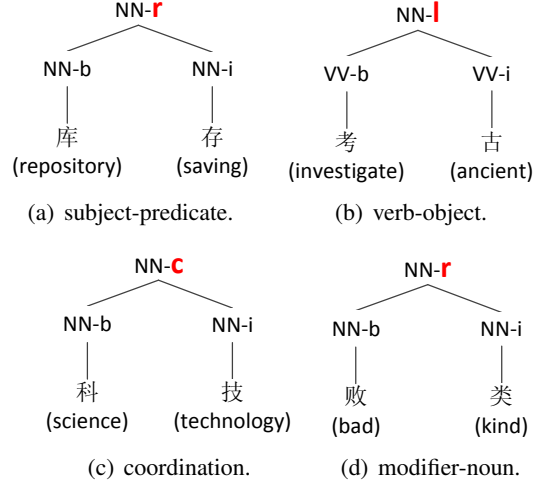 NN-r
NN-b NN-i
库 存
(repository) (saving)
(a) subject-predicate.
NN-l
VV-b VV-i
考 古
(investigate) (ancient)
(b) verb-object.
NN-c
NN-b NN-i
科 技
(science) (technology)
(c) coordination.
NN-r
NN-b NN-i
败 类
(bad) (kind)
(d) modifier-noun.